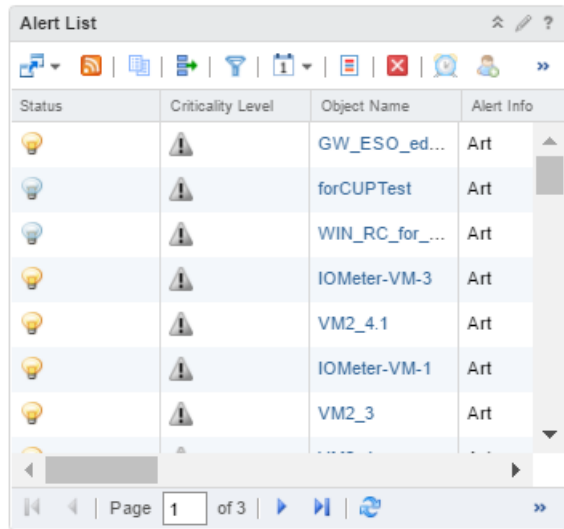 Alert List
?
1
»
Status Criticality Level Object Name Alert Info
GW_ESO_ed... Art
forCUPTest Art
WIN_RC_for_... Art
IOMeter-VM-3 Art
VM2_4.1 Art
IOMeter-VM-1 Art
VM2_3 Art
Page 1 of 3 »